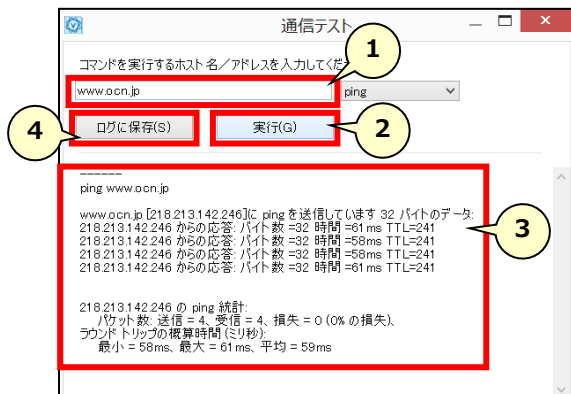 通信テスト
1
コマンドを実行するホスト名／アドレスを入力してくだ
www.ocn.jp ping
4
ログに保存(S) 実行(G)
2
------
ping www.ocn.jp
www.ocn.jp [218.213.142.246]に ping を送信しています 32 バイトのデータ:
218.213.142.246 からの応答: バイト数 =32 時間 =61ms TTL=241
218.213.142.246 からの応答: バイト数 =32 時間 =58ms TTL=241
218.213.142.246 からの応答: バイト数 =32 時間 =58ms TTL=241
218.213.142.246 からの応答: バイト数 =32 時間 =61ms TTL=241
3
218.213.142.246 の ping 統計:
パケット数: 送信 = 4、受信 = 4、損失 = 0 (0% の損失)、
ラウンド トリップの概算時間 (ミリ秒):
最小 = 58ms、最大 = 61ms、平均 = 59ms